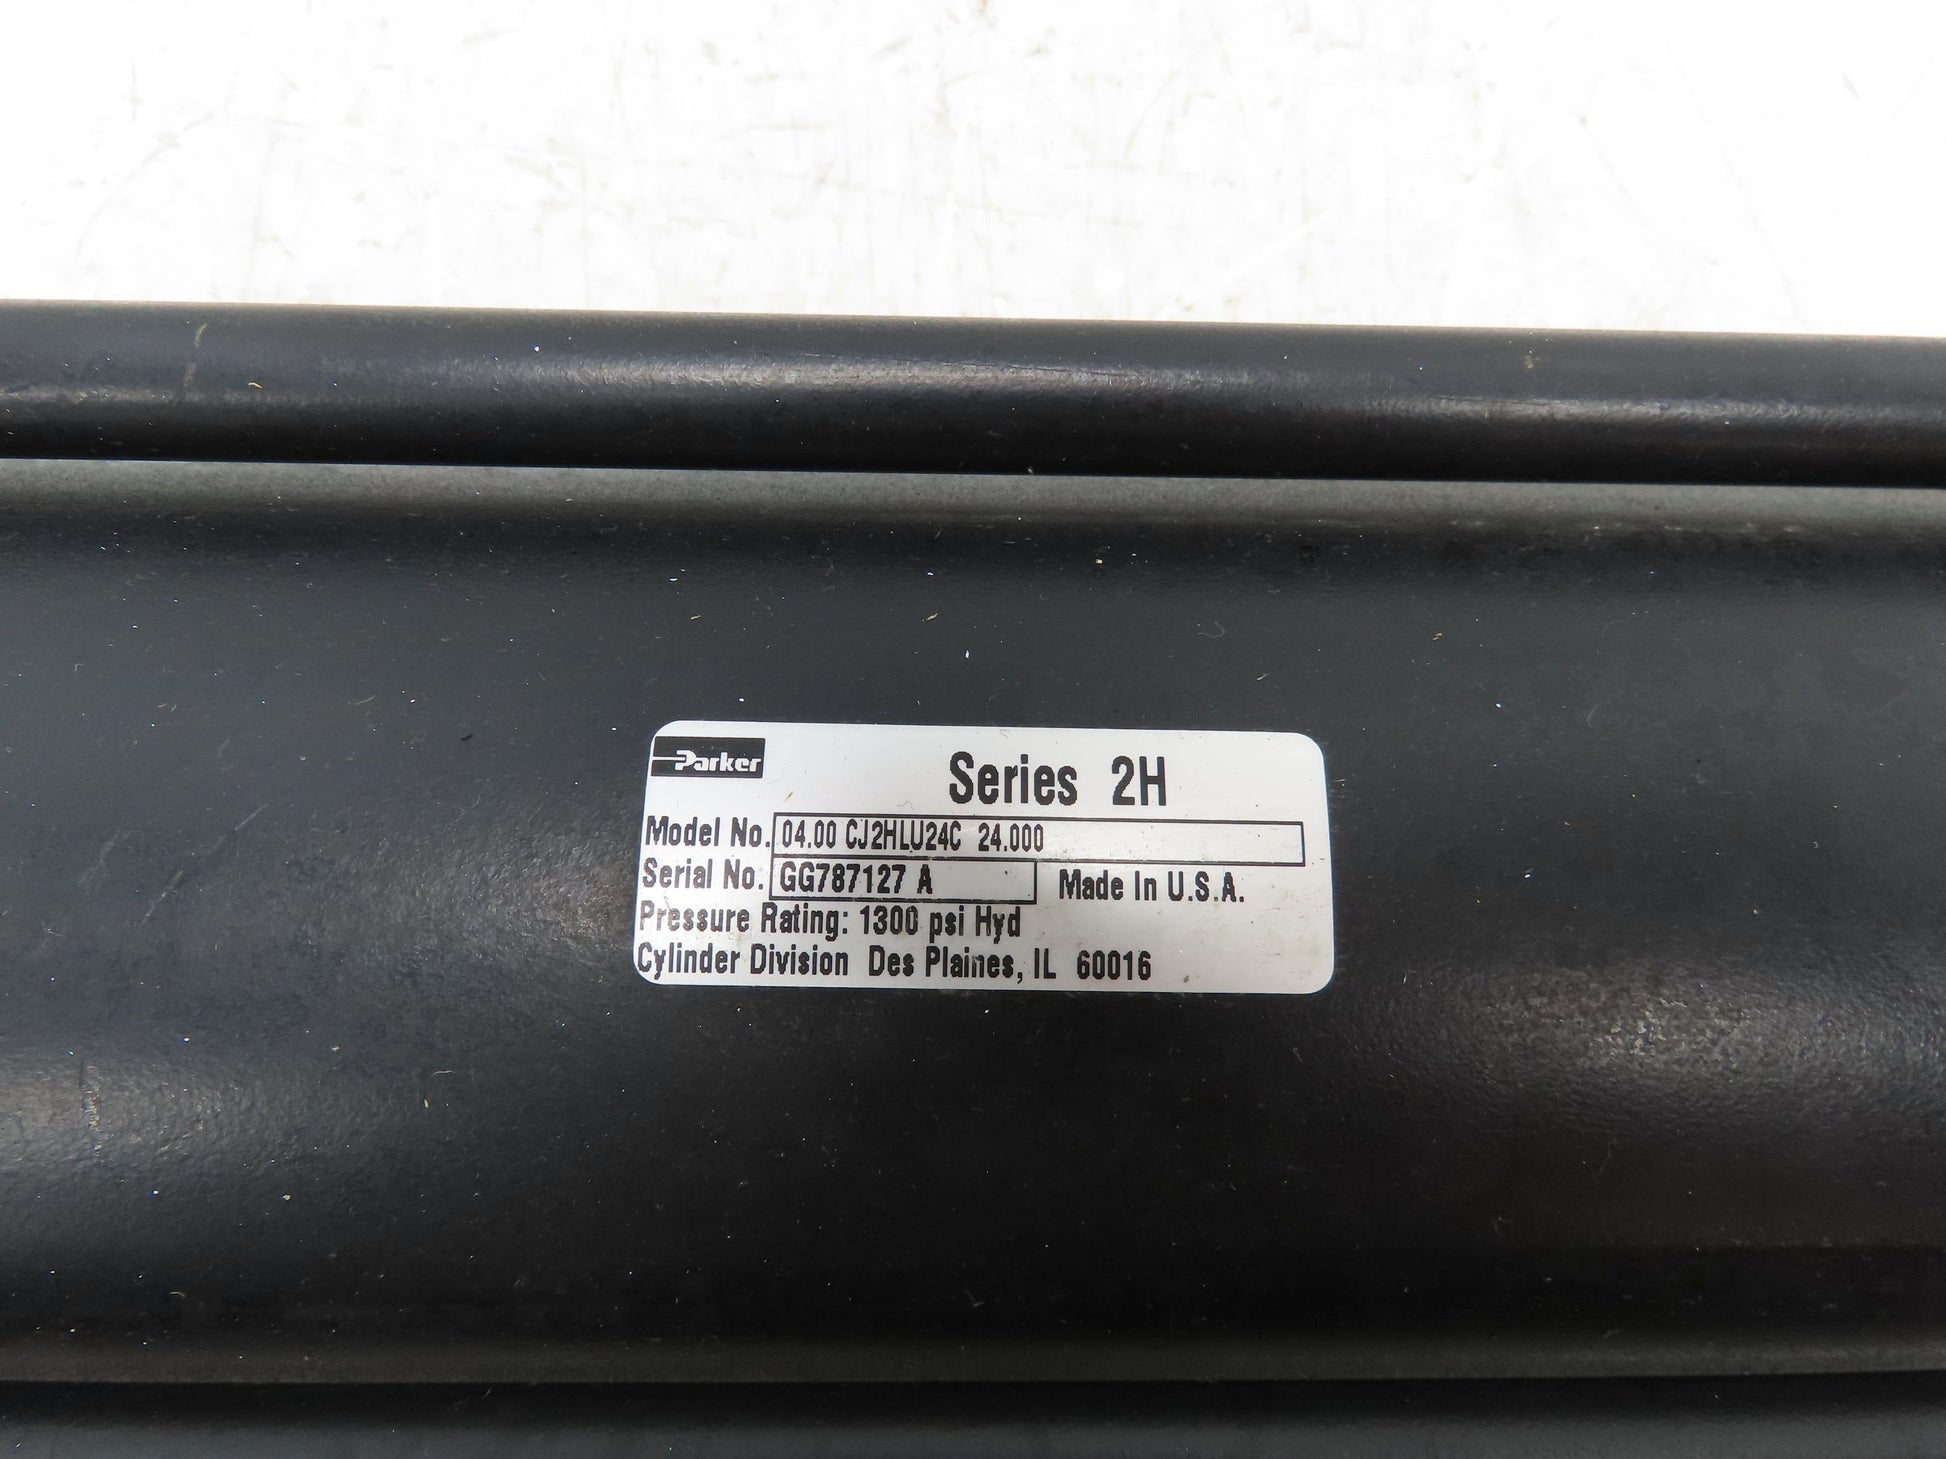 Parker
Series 2H
Model No. 04.00 CJ2HLU24C 24.000
Serial No. GG787127 A Made In U.S.A.
Pressure Rating: 1300 psi Hyd
Cylinder Division Des Plaines, IL 60016